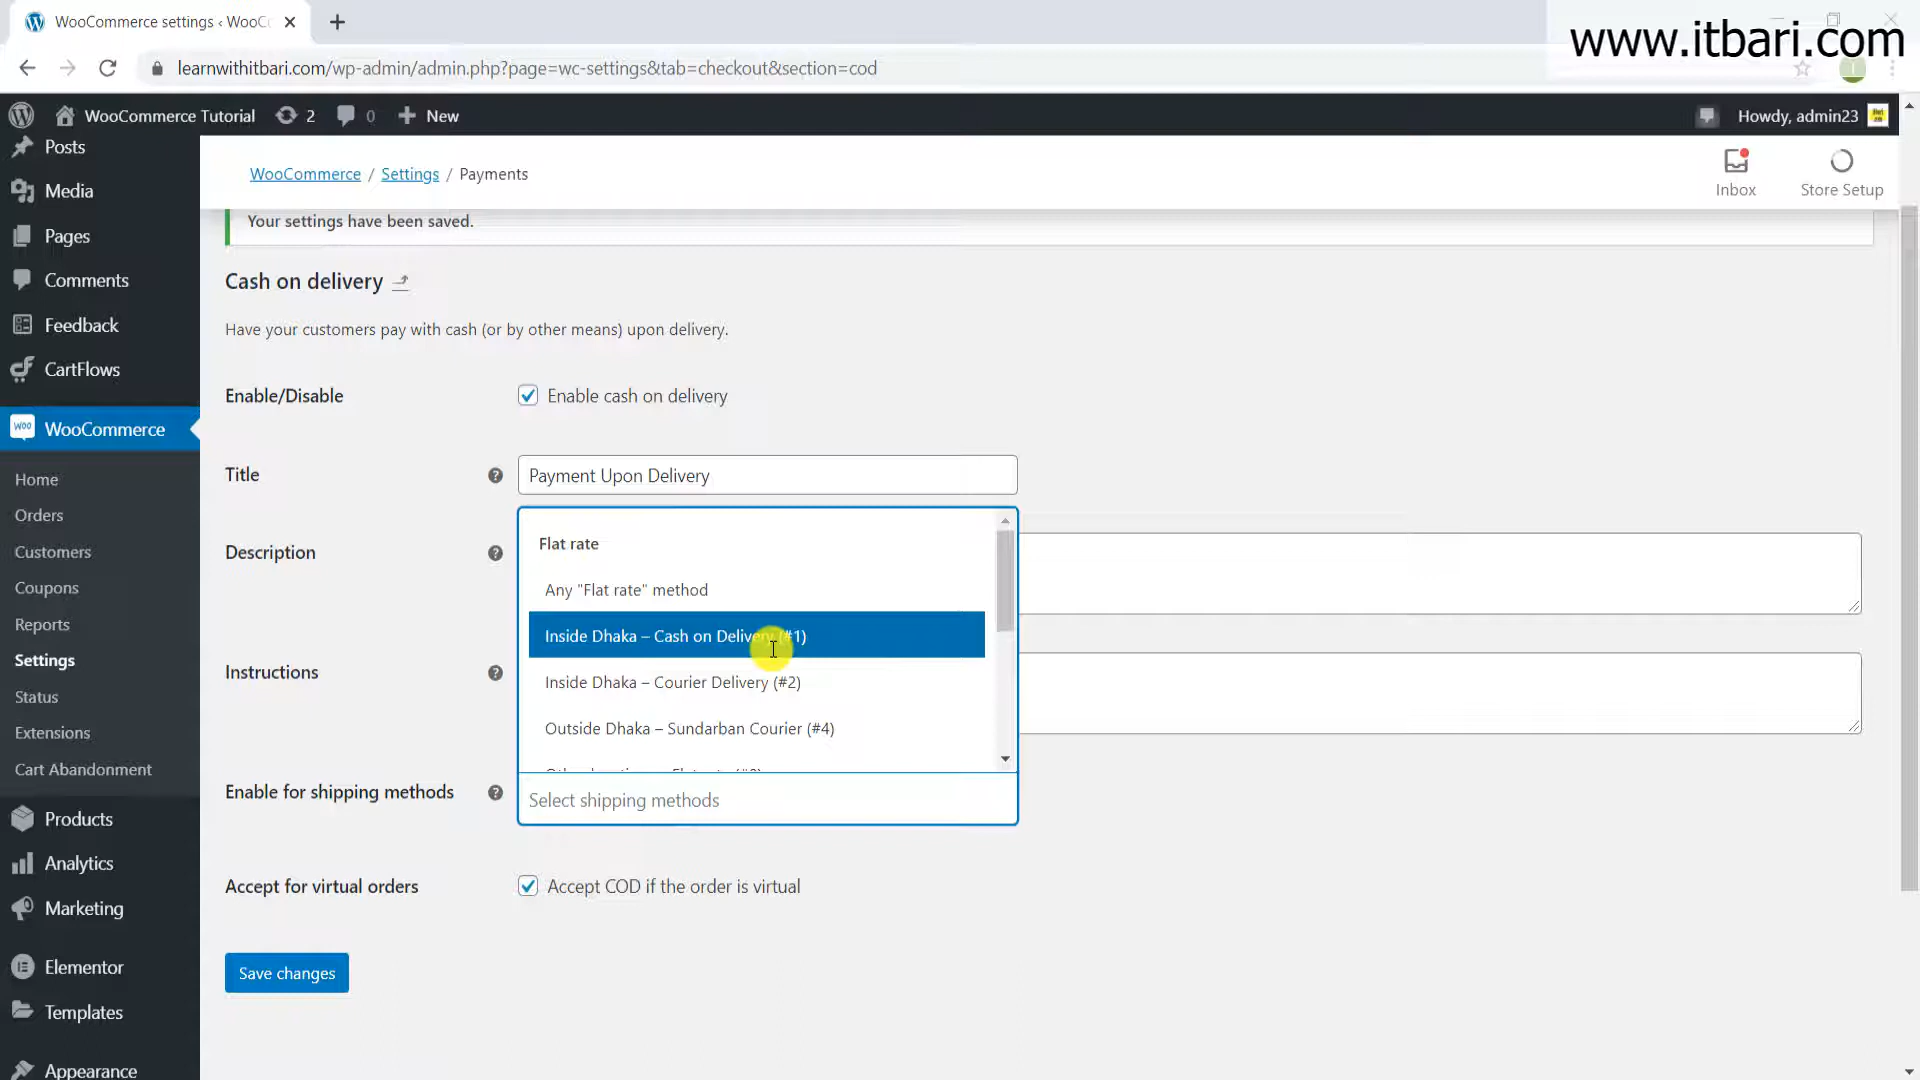 WooCommerce settings ‹ WooC
www.itbari.com
learnwithitbari.com/wp-admin/admin.php?page=wc-settings&tab=checkout&section=cod
WooCommerce Tutorial 2 0 New Howdy, admin23
Posts
Media
Pages
Comments
Feedback
CartFlows
WooCommerce
Home
Orders
Customers
Coupons
Reports
Settings
Status
Extensions
Cart Abandonment
Products
Analytics
Marketing
Elementor
Templates
Appearance
WooCommerce / Settings / Payments
Inbox
Store Setup
Your settings have been saved.
Cash on delivery
Have your customers pay with cash (or by other means) upon delivery.
Enable/Disable Enable cash on delivery
Title Payment Upon Delivery
Description
Flat rate
Any "Flat rate" method
Inside Dhaka – Cash on Delivery (#1)
Inside Dhaka – Courier Delivery (#2)
Outside Dhaka – Sundarban Courier (#4)
Instructions
Enable for shipping methods Select shipping methods
Accept for virtual orders Accept COD if the order is virtual
Save changes